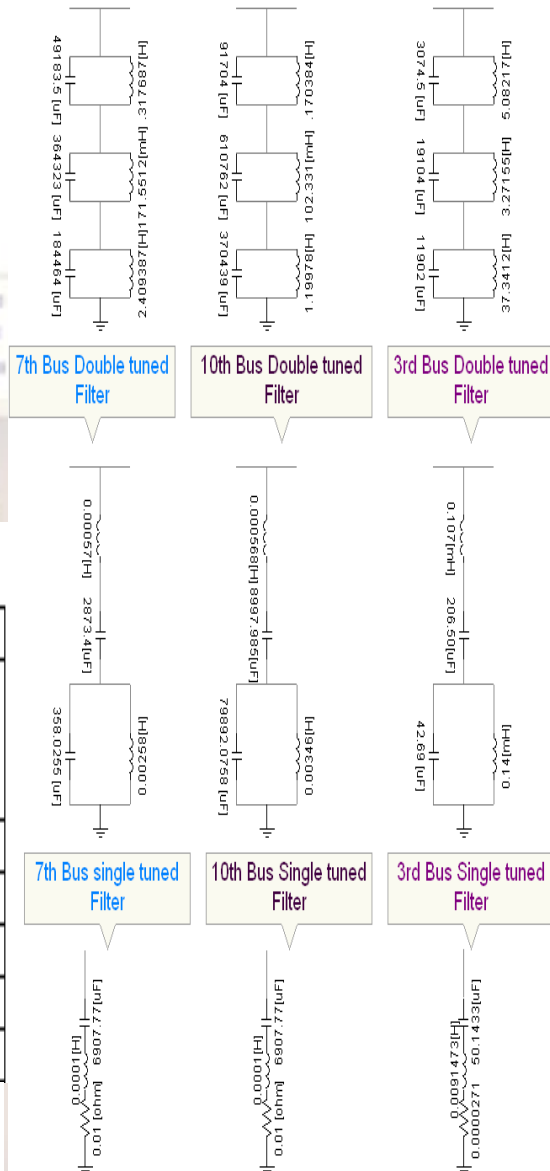 49183.5 [uF]
364323 [uF]
184464 [uF]
.317687[H]
171.5512[mH]
2.409387[H]
91704 [uF]
610762 [uF]
370439 [uF]
.170884[H]
102.331[mH]
1.18798[H]
3074.5 [uF]
19104 [uF]
11902 [uF]
5.08217[H]
3.2715[H]
37.3412[H]
7th Bus Double tuned
Filter
10th Bus Double tuned
Filter
3rd Bus Double tuned
Filter
0.00057[H]
2873.4[uF]
358.0255 [uF]
0.00258[H]
0.000568[H]
8997.985[uF]
79892.0758 [uF]
0.00436[H]
0.107[mH]
206.50[uF]
42.69 [uF]
0.14[mH]
7th Bus single tuned
Filter
10th Bus Single tuned
Filter
3rd Bus Single tuned
Filter
6907.77[uF]
0.0001[H]
0.01 [ohm]
6907.77[uF]
0.0001[H]
0.01 [ohm]
50.1433[uF]
0.0091473[H]
0.0000271